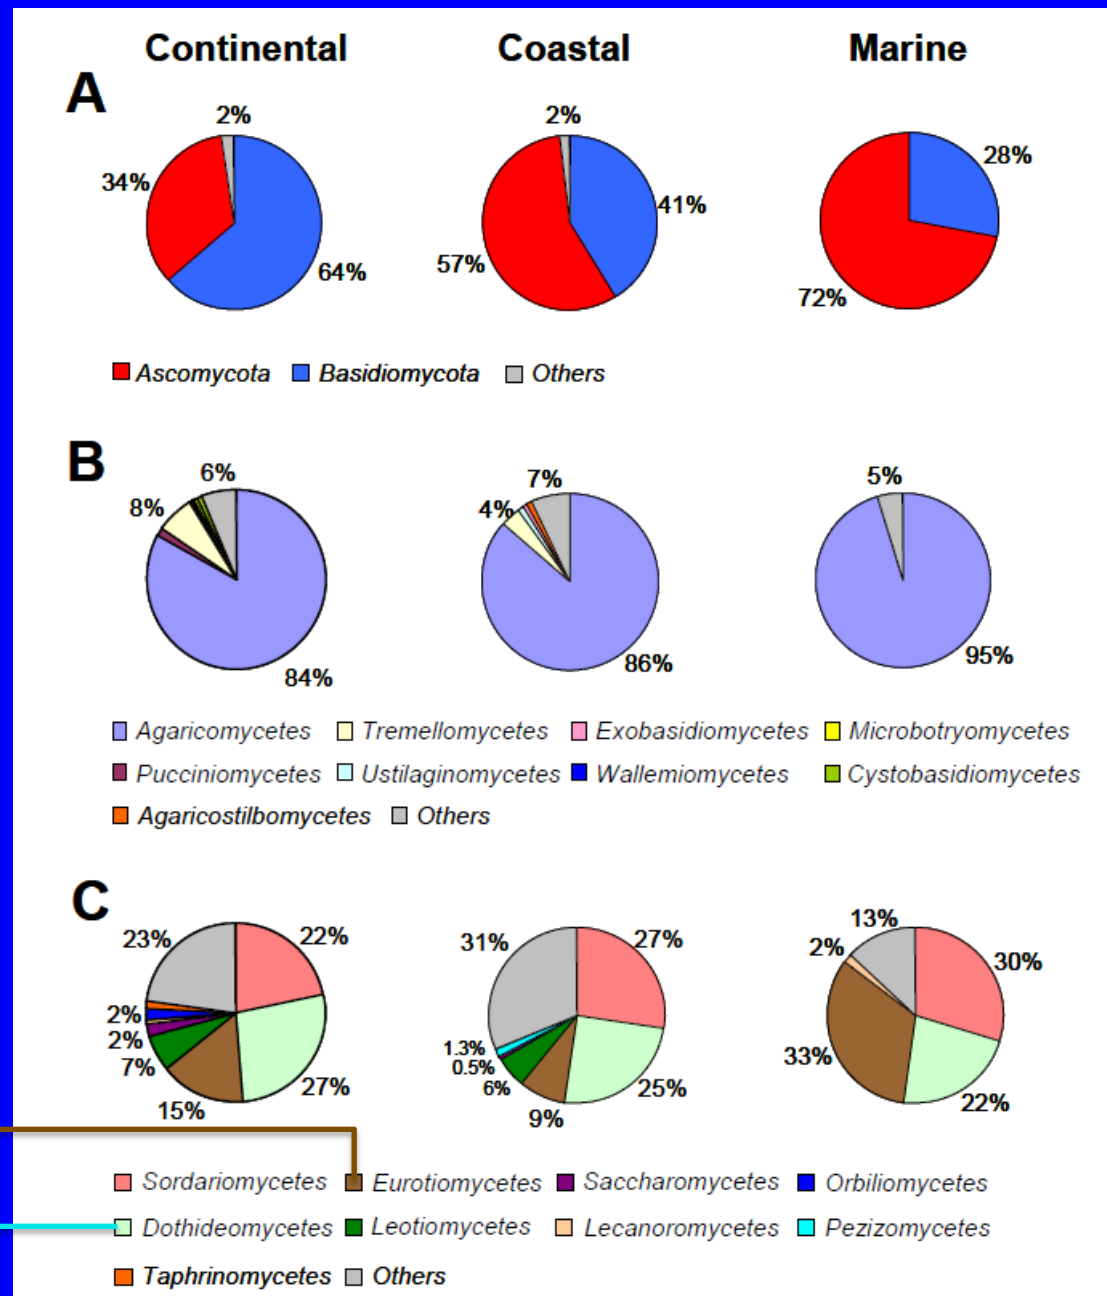 Continental Coastal Marine
A
2% 2%
34% 64% 57% 41% 72% 28%
Ascomycota Basidiomycota Others
B
8% 6% 84% 4% 7% 86% 5% 95%
Agaricomycetes Tremellomycetes Exobasidiomycetes Microbotryomycetes
Pucciniomycetes Ustilaginomycetes Wallemiomycetes Cystobasidiomycetes
Agaricostilbomycetes Others
C
23% 22% 2% 2% 7% 15% 27%
31% 27% 1.3% 0.5% 6% 9% 25%
13% 2% 30% 33% 22%
Sordariomycetes Eurotiomycetes Saccharomycetes Orbiliomycetes
Dothideomycetes Leotiomycetes Lecanoromycetes Pezizomycetes
Taphrinomycetes Others